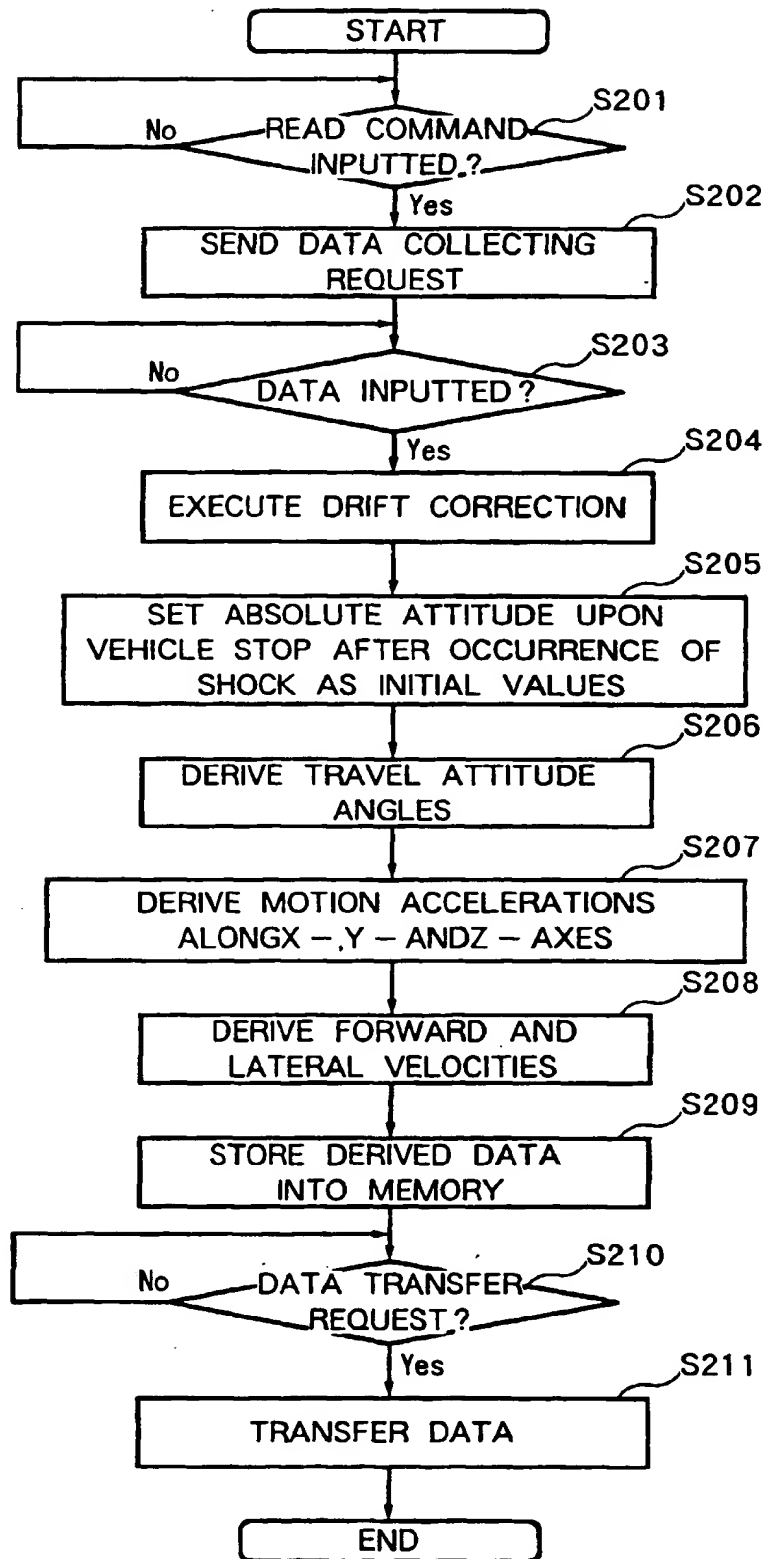 START
S201
No
READ COMMAND
INPUTTED ?
Yes
S202
SEND DATA COLLECTING
REQUEST
S203
No
DATA INPUTTED ?
Yes
S204
EXECUTE DRIFT CORRECTION
S205
SET ABSOLUTE ATTITUDE UPON
VEHICLE STOP AFTER OCCURRENCE OF
SHOCK AS INITIAL VALUES
S206
DERIVE TRAVEL ATTITUDE
ANGLES
S207
DERIVE MOTION ACCELERATIONS
ALONGX -,Y - ANDZ - AXES
S208
DERIVE FORWARD AND
LATERAL VELOCITIES
S209
STORE DERIVED DATA
INTO MEMORY
S210
No
DATA TRANSFER
REQUEST ?
Yes
S211
TRANSFER DATA
END